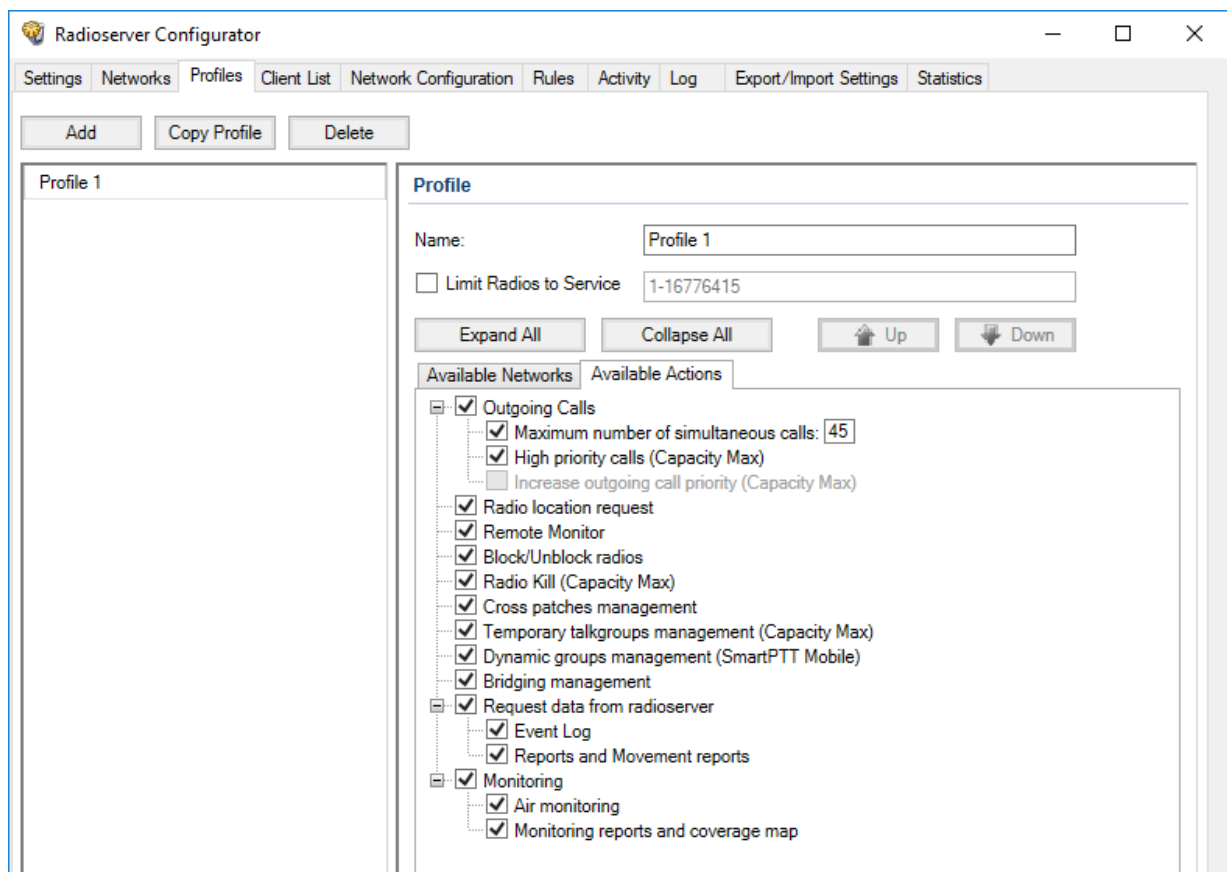 Radioserver Configurator
Settings Networks Profiles Client List Network Configuration Rules Activity Log Export/Import Settings Statistics
Add Copy Profile Delete
Profile 1
Profile
Name: Profile 1
Limit Radios to Service 1-16776415
Expand All Collapse All Up Down
Available Networks Available Actions
Outgoing Calls
Maximum number of simultaneous calls: 45
High priority calls (Capacity Max)
Increase outgoing call priority (Capacity Max)
Radio location request
Remote Monitor
Block/Unblock radios
Radio Kill (Capacity Max)
Cross patches management
Temporary talkgroups management (Capacity Max)
Dynamic groups management (SmartPTT Mobile)
Bridging management
Request data from radioserver
Event Log
Reports and Movement reports
Monitoring
Air monitoring
Monitoring reports and coverage map